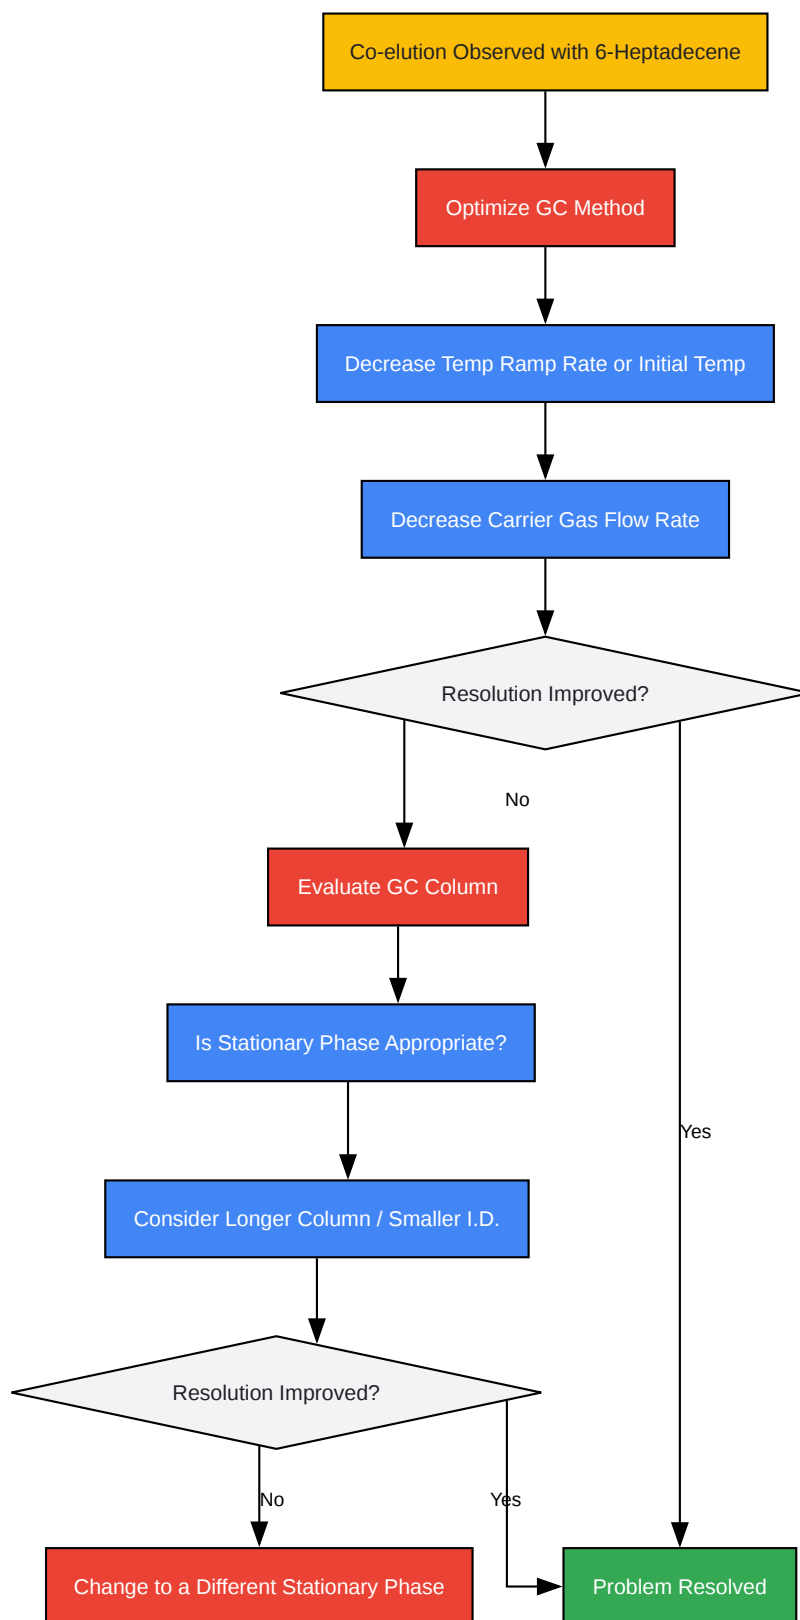 Co-elution Observed with 6-Heptadecene
Optimize GC Method
Decrease Temp Ramp Rate or Initial Temp
Decrease Carrier Gas Flow Rate
Resolution Improved?
No
Evaluate GC Column
Is Stationary Phase Appropriate?
Yes
Consider Longer Column / Smaller I.D.
Resolution Improved?
No
Yes
Change to a Different Stationary Phase
Problem Resolved